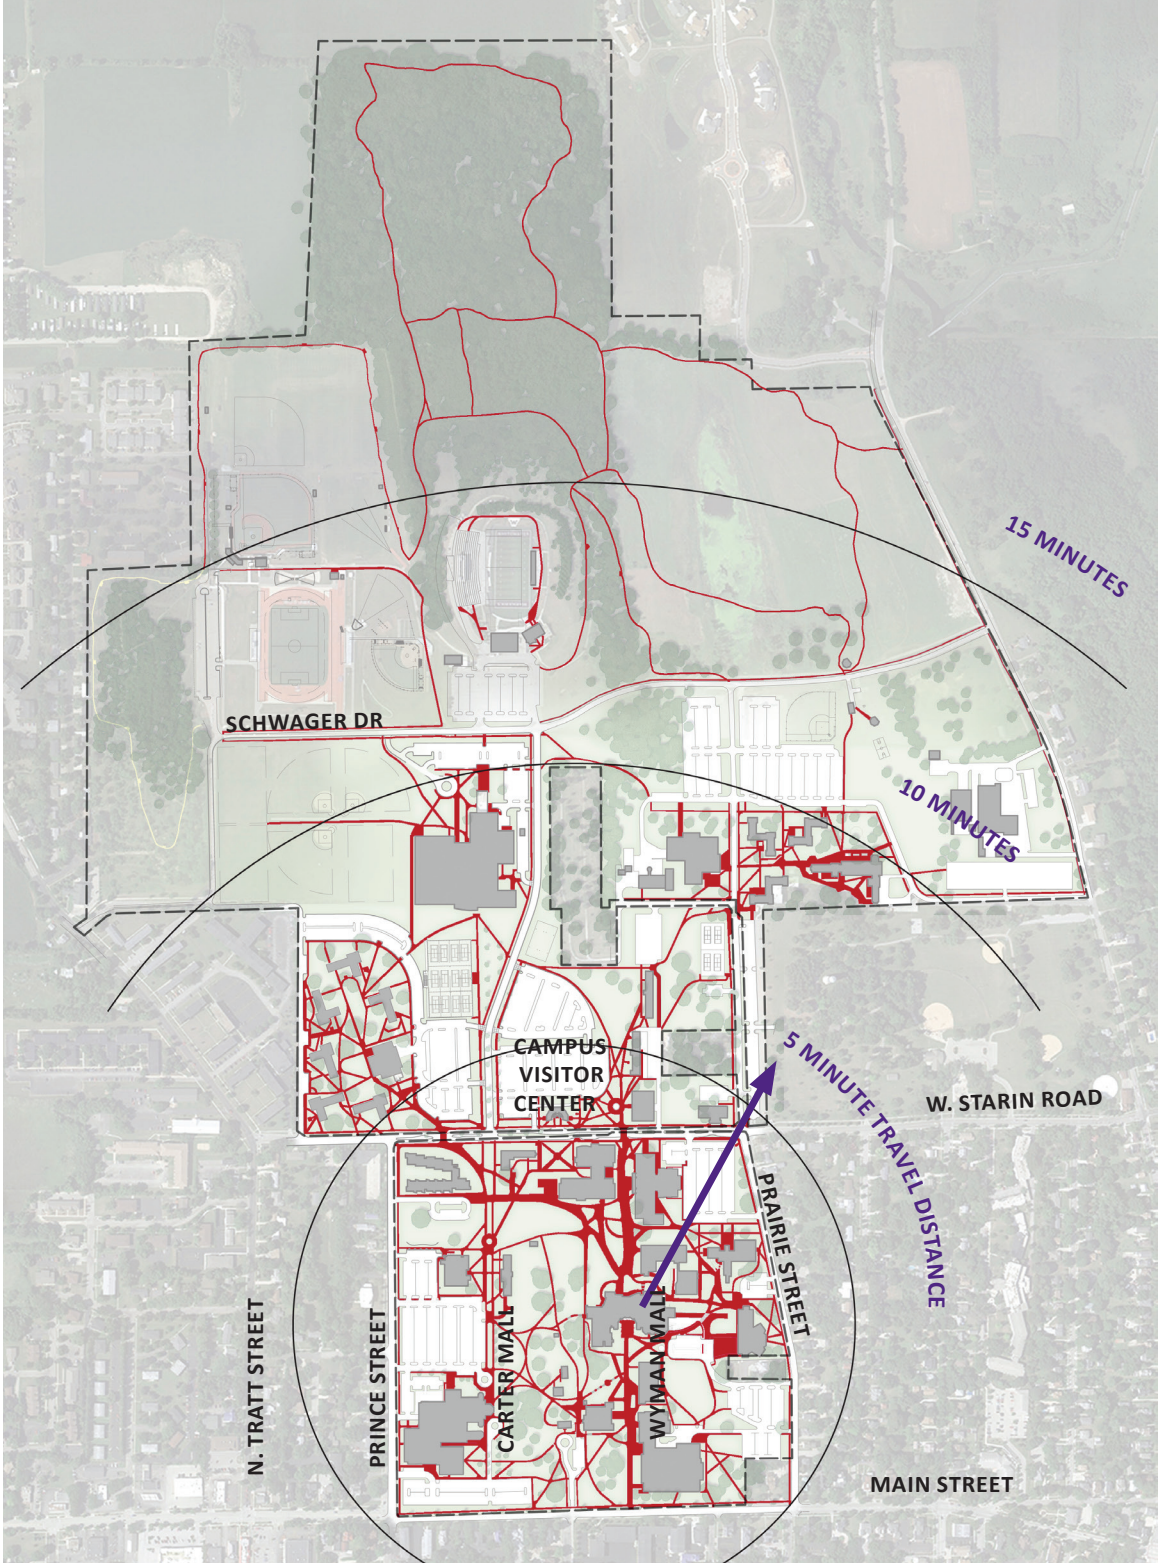 15 MINUTES
SCHWAGER DR
10 MINUTES
CAMPUS
VISITOR
CENTER
5 MINUTE TRAVEL DISTANCE
W. STARIN ROAD
PRAIRIE STREET
N. TRATT STREET
PRINCE STREET
CARTER MALL
WYMAN MALL
MAIN STREET